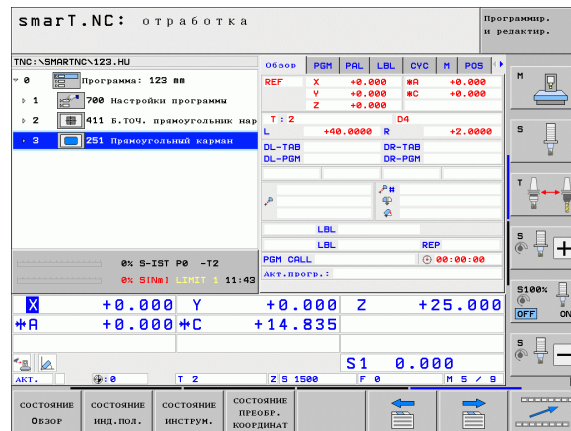 smarT.NC: отработка
Программир.
и редактир.
TNC:\SMARTNC\123.HU
0 Программа: 123 mm
1 700 Настройки программы
2 411 Б.точ. прямоугольник нар
3 251 Прямоугольный карман
Обзор PGM PAL LBL CYC M POS
REF X +0.000 *A +0.000
Y +0.000 *C +0.000
Z +0.000
T : 2 D4
L +40.0000 R +2.0000
DL-TAB DR-TAB
DL-PGM DR-PGM
LBL
LBL REP
PGM CALL 00:00:00
Акт.прогр.:
0% S-IST P0 -T2
0% S[Nm] LIMIT 1 11:43
X +0.000 Y +0.000 Z +25.000
*A +0.000 *C +14.835
S1 0.000
АКТ. : 0 T 2 Z S 1500 F 0 M 5 / 9
M
S
T
S
S100%
OFF ON
S
СОСТОЯНИЕ
Обзор
СОСТОЯНИЕ
ИНД.ПОЛ.
СОСТОЯНИЕ
ИНСТРУМ.
СОСТОЯНИЕ
ПРЕОБР.
КООРДИНАТ